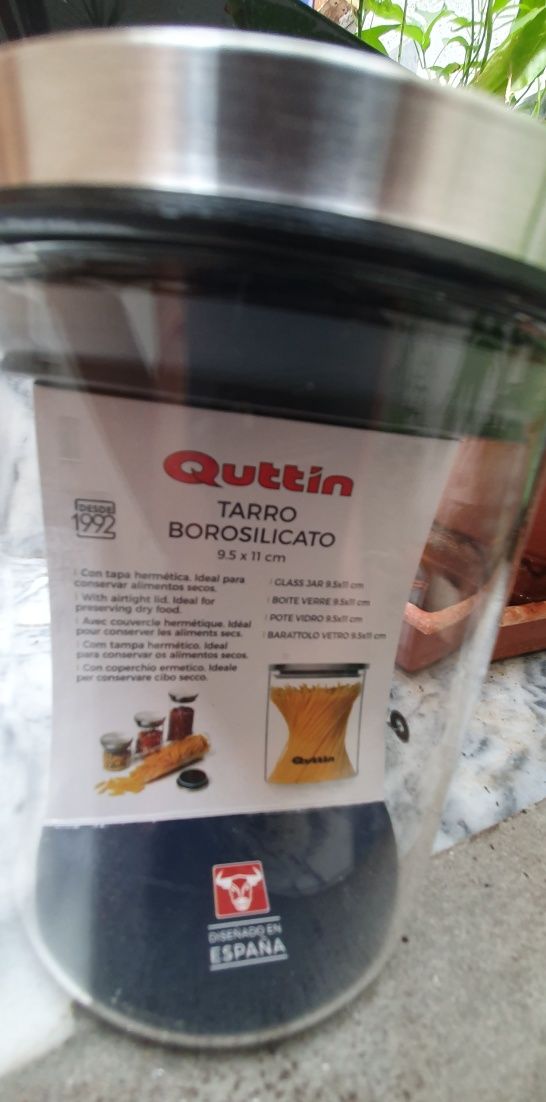 Quttin
DESDE
1992
TARRO
BOROSILICATO
9.5 x 11 cm
Con tapa hermética. Ideal para
conservar alimentos secos.
With airtight lid. Ideal for
preserving dry food.
Avec couvercle hermétique. Idéal
pour conserver les aliments secs.
Com tampa hermético. Ideal
para conservar os alimentos secos.
Con coperchio ermetico. Ideale
per conservare cibo secco.
GLASS JAR 9.5x11 cm
BOITE VERRE 9.5x11 cm
POTE VIDRO 9.5x11 cm
BARATTOLO VETRO 9.5x11 cm
Quttin
DISEÑADO EN
ESPAÑA